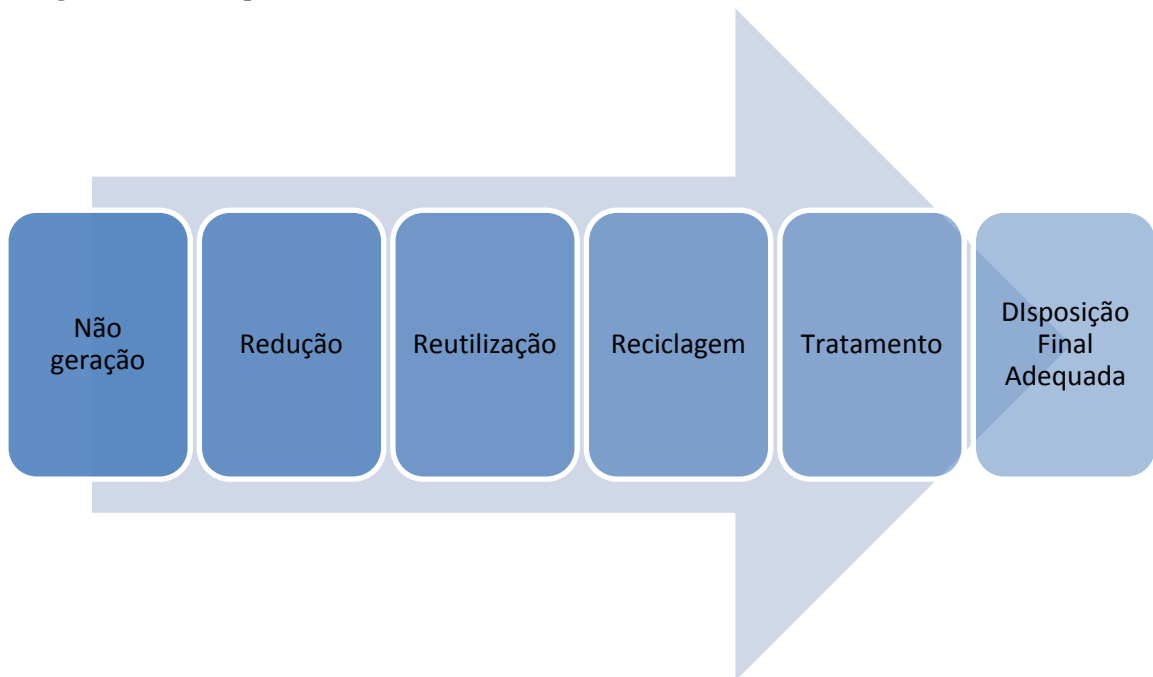 Não
geração
Redução
Reutilização
Reciclagem
Tratamento
DIsposição
Final
Adequada